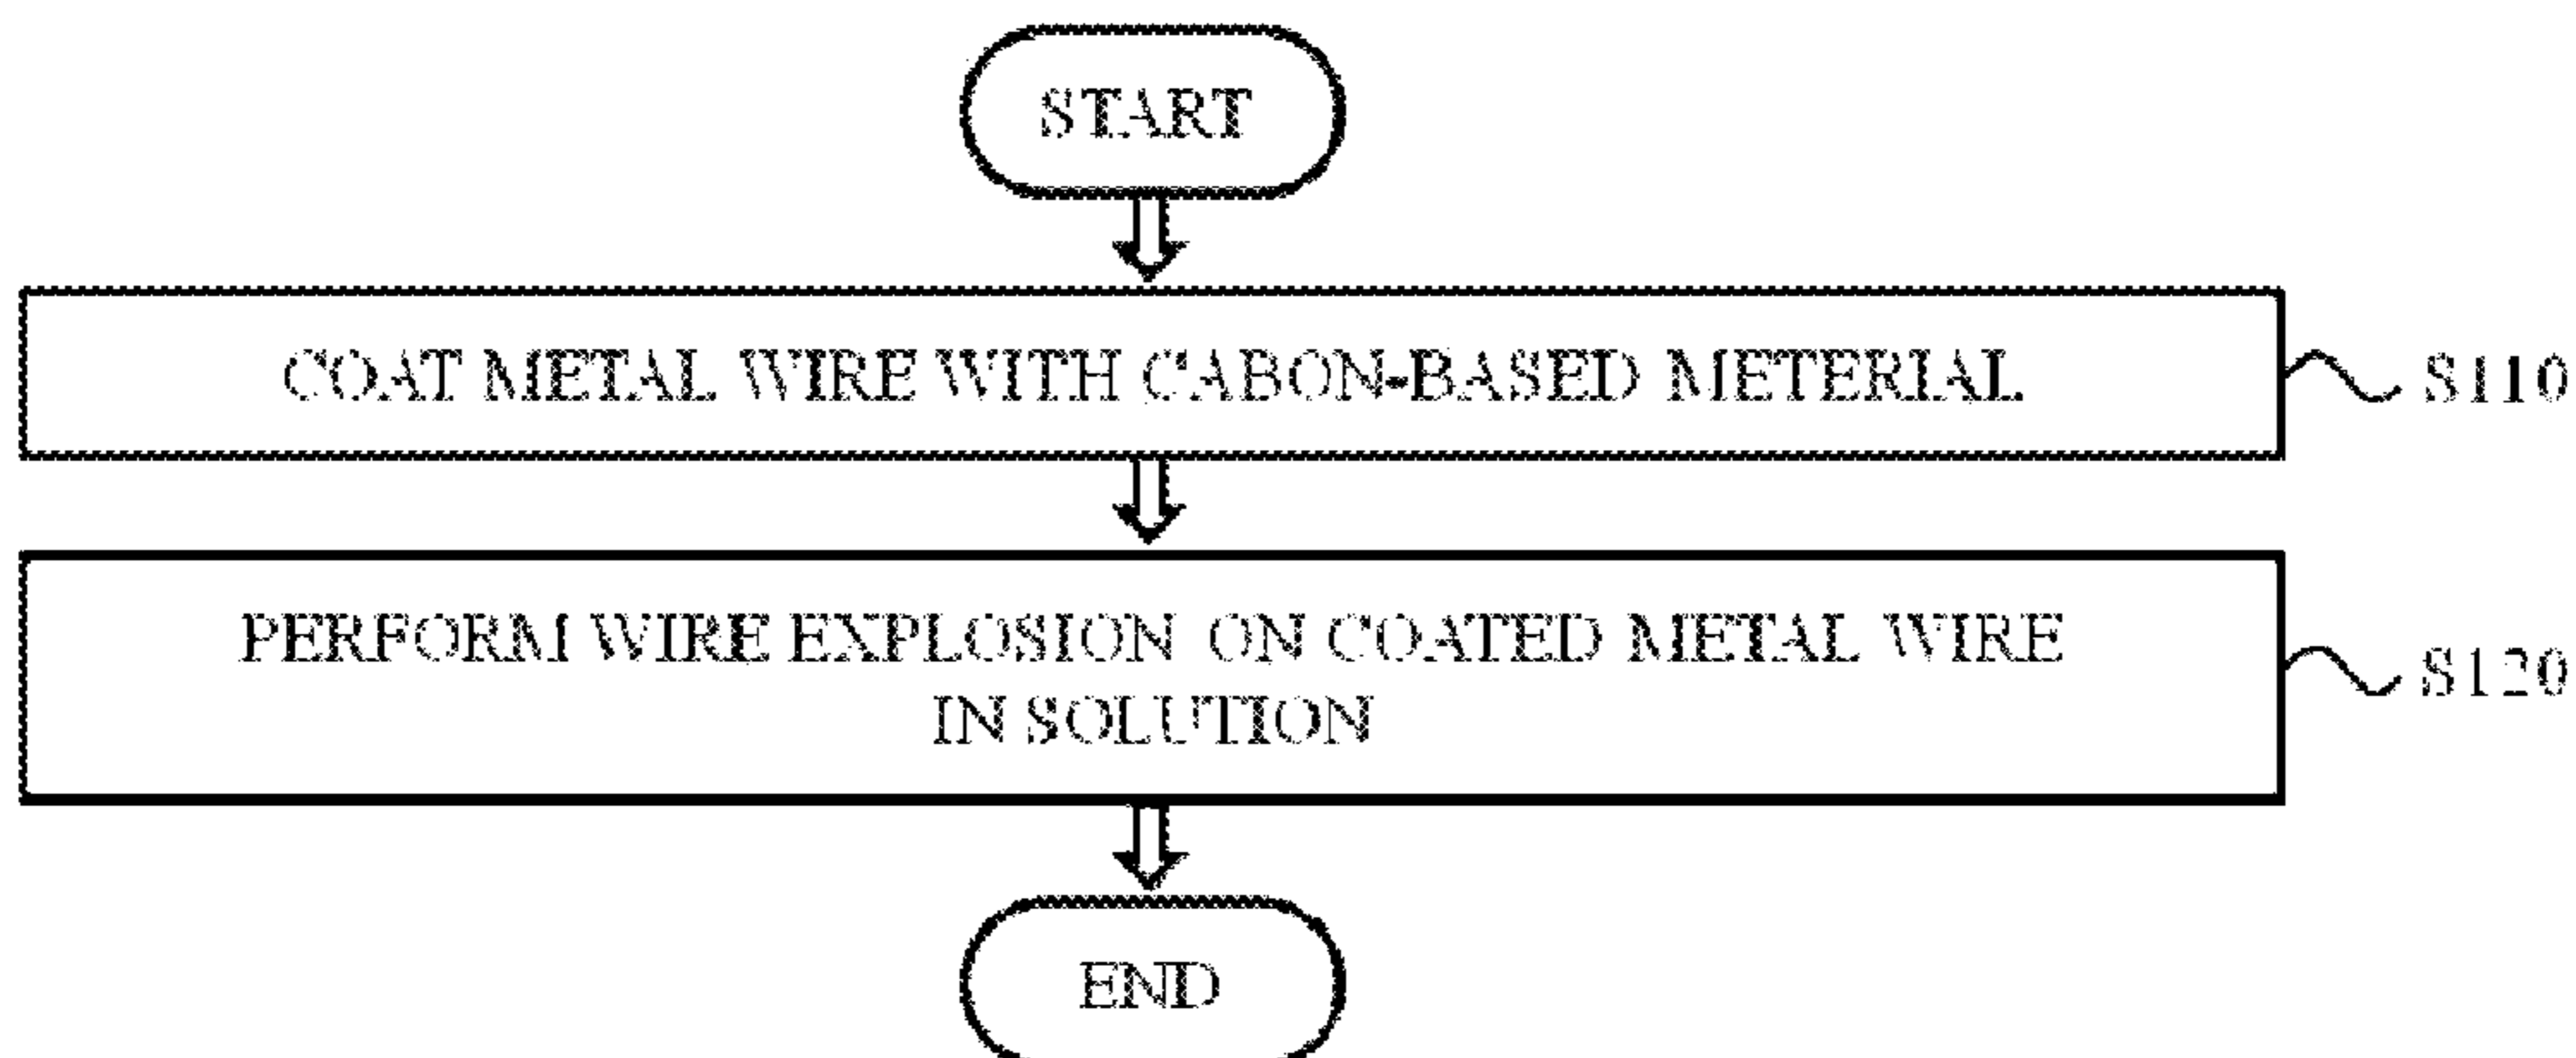 START
COAT METAL WIRE WITH CABON-BASED METERIAL
S110
PERFORM WIRE EXPLOSION ON COATED METAL WIRE
IN SOLUTION
S120
END